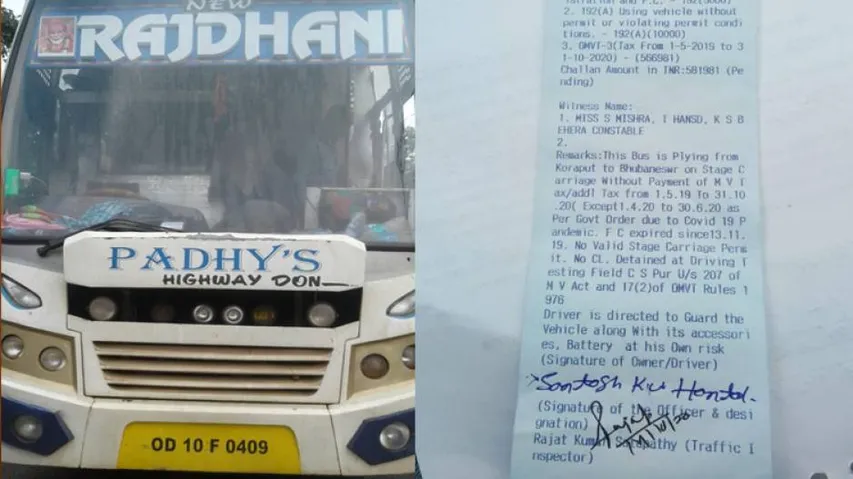 NEW
RAJDHANI
PADHY'S
HIGHWAY DON
OD 10 F 0409
2. 192(A) Using vehicle without
permit or violating permit condi
tions. - 192(A)(10000)
3. OMVT-3(Tax From 1-5-2019 to 3
1-10-2020) - (566981)
Challan Amount in INR:581981 (Pe
nding)
Witness Name:
1. MISS S MISHRA, I HANSD, K S B
EHERA CONSTABLE
2.
Remarks:This Bus is Plying from
Koraput to Bhubaneswr on Stage C
arriage Without Payment of M V T
ax/addl Tax from 1.5.19 To 31.10
.20( Except1.4.20 to 30.6.20 as
Per Govt Order due to Covid 19 P
andemic. F C expired since13.11.
19. No Valid Stage Carriage Perm
it. No CL. Detained at Driving T
esting Field C S Pur U/s 207 of
M V Act and 17(2)of OMVT Rules 1
976
Driver is directed to Guard the
Vehicle along With its accessori
es, Battery at his Own risk
(Signature of Owner/Driver)
Santosh Ku
(Signature of the Officer & desi
gnation)
Rajat Kumar Satpathy (Traffic I
nspector)